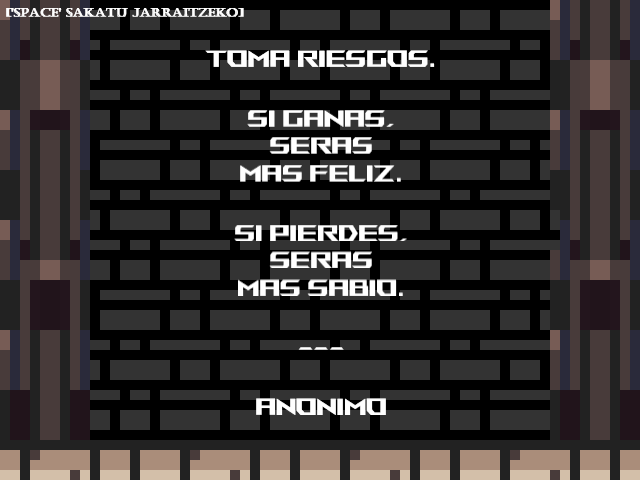 ['SPACE' SAKATU JARRAITZEKO]
TOMA RIESGOS.
SI GANAS,
SERAS
MAS FELIZ.
SI PIERDES,
SERAS
MAS SABIO.
---
ANONIMO